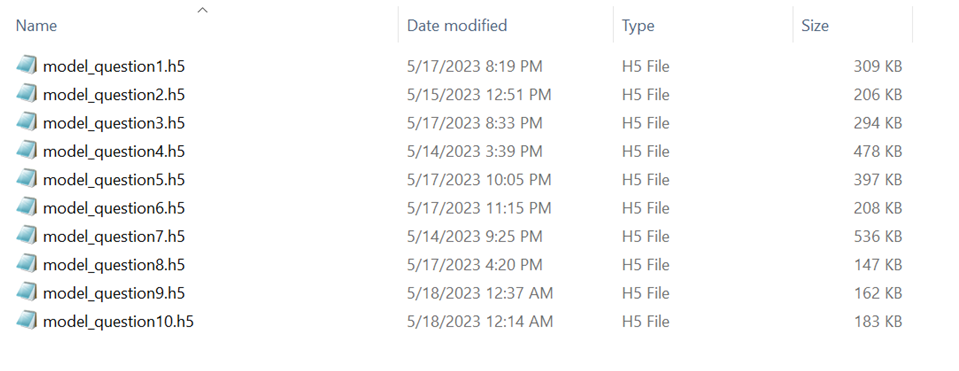 Name Date modified Type Size
model_question1.h5 5/17/2023 8:19 PM H5 File 309 KB
model_question2.h5 5/15/2023 12:51 PM H5 File 206 KB
model_question3.h5 5/17/2023 8:33 PM H5 File 294 KB
model_question4.h5 5/14/2023 3:39 PM H5 File 478 KB
model_question5.h5 5/17/2023 10:05 PM H5 File 397 KB
model_question6.h5 5/17/2023 11:15 PM H5 File 208 KB
model_question7.h5 5/14/2023 9:25 PM H5 File 536 KB
model_question8.h5 5/17/2023 4:20 PM H5 File 147 KB
model_question9.h5 5/18/2023 12:37 AM H5 File 162 KB
model_question10.h5 5/18/2023 12:14 AM H5 File 183 KB